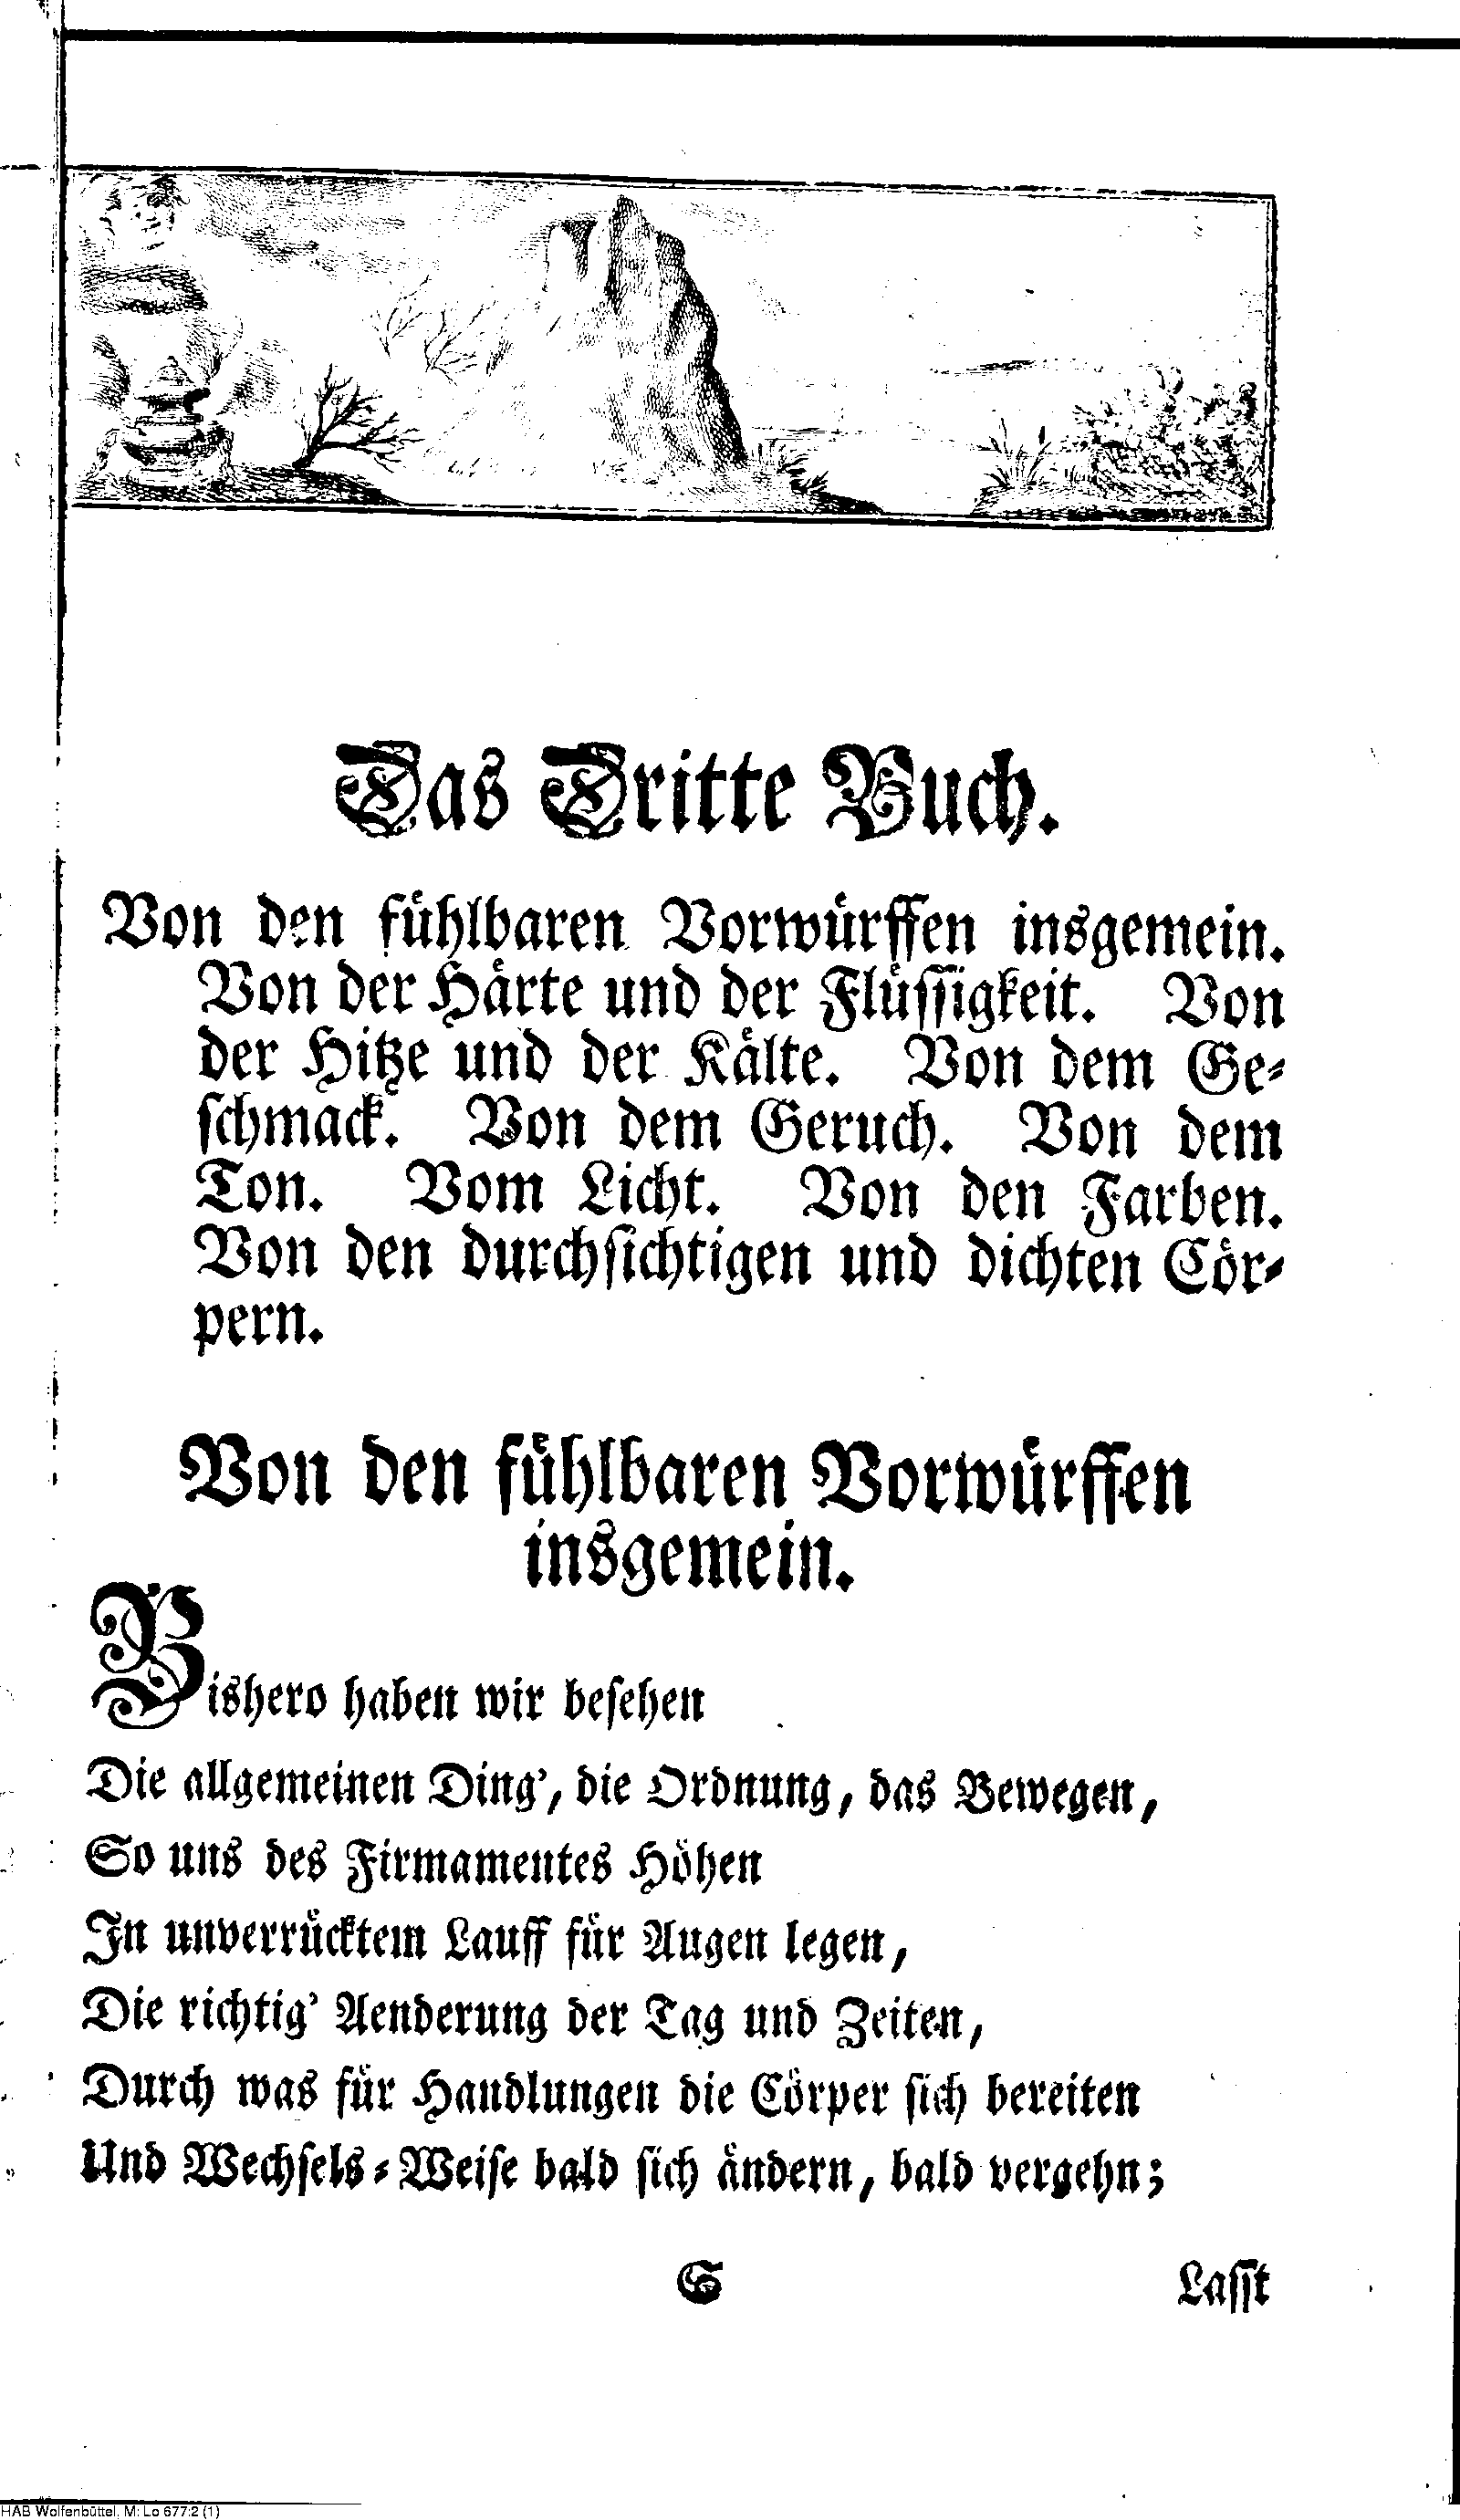 Das Dritte Buch.
Von den fühlbaren Vorwürffen insgemein.
Von der Härte und der Flüssigkeit. Von
der Hitze und der Kälte. Von dem Ge-
schmack. Von dem Geruch. Von dem
Ton. Vom Licht. Von den Farben.
Von den durchsichtigen und dichten Cör-
pern.
Von den fühlbaren Vorwürffen
insgemein.
Bishero haben wir besehen
Die allgemeinen Ding', die Ordnung, das Bewegen,
So uns des Firmamentes Höhen
In unverrücktem Lauff für Augen legen,
Die richtig' Aenderung der Tag und Zeiten,
Durch was für Handlungen die Cörper sich bereiten
Und Wechsels-Weise bald sich ändern, bald vergehn;
S Lasst
HAB Wolfenbüttel, M: Lo 677:2 (1)